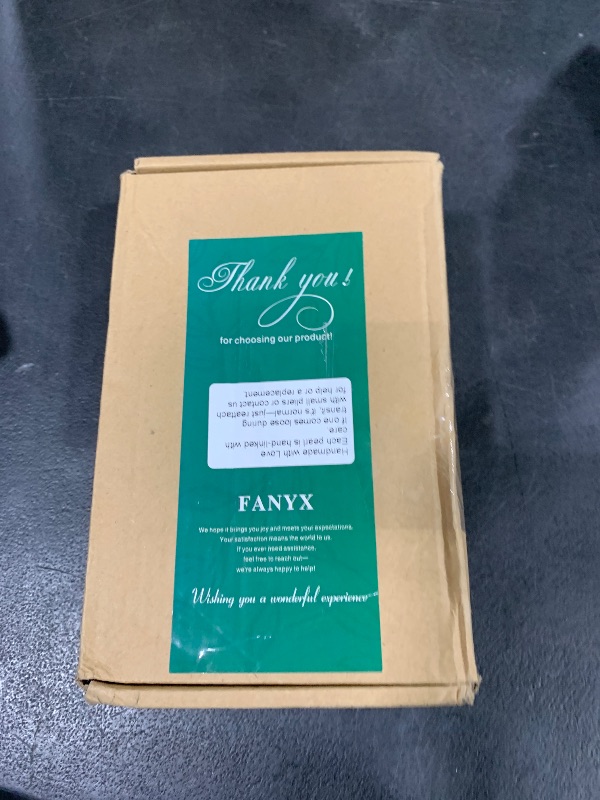 Thank you!
for choosing our product!
Handmade with Love
Each pearl is hand-linked with
care
If one comes loose during
transit, it's normal—just reattach
with small pliers or contact us
for help or a replacement.
FANYX
We hope it brings you joy and meets your expectations.
Your satisfaction means the world to us.
If you ever need assistance,
feel free to reach out—
we're always happy to help!
Wishing you a wonderful experience